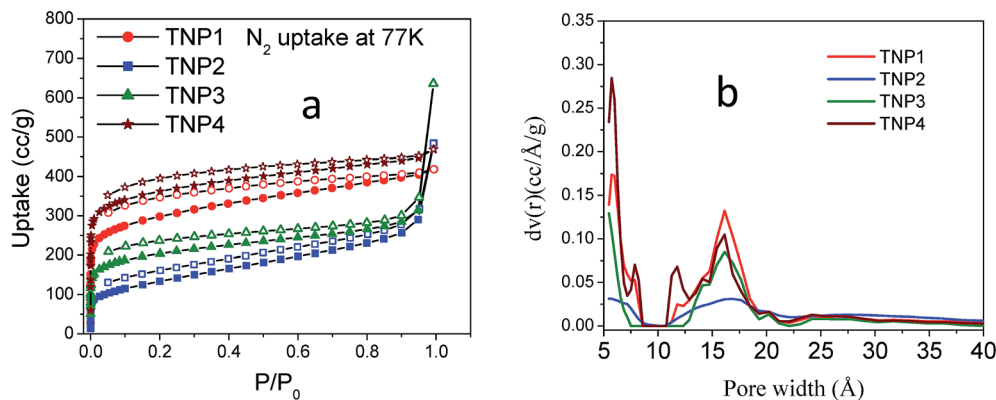 800
700
600
500
400
300
200
100
0
Uptake (cc/g)
TNP1
TNP2
TNP3
TNP4
N2 uptake at 77K
a
0.0 0.2 0.4 0.6 0.8 1.0
P/P0
0.35
0.30
0.25
0.20
0.15
0.10
0.05
0.00
dv(r)(cc/Å/g)
b
TNP1
TNP2
TNP3
TNP4
5 10 15 20 25 30 35 40
Pore width (Å)